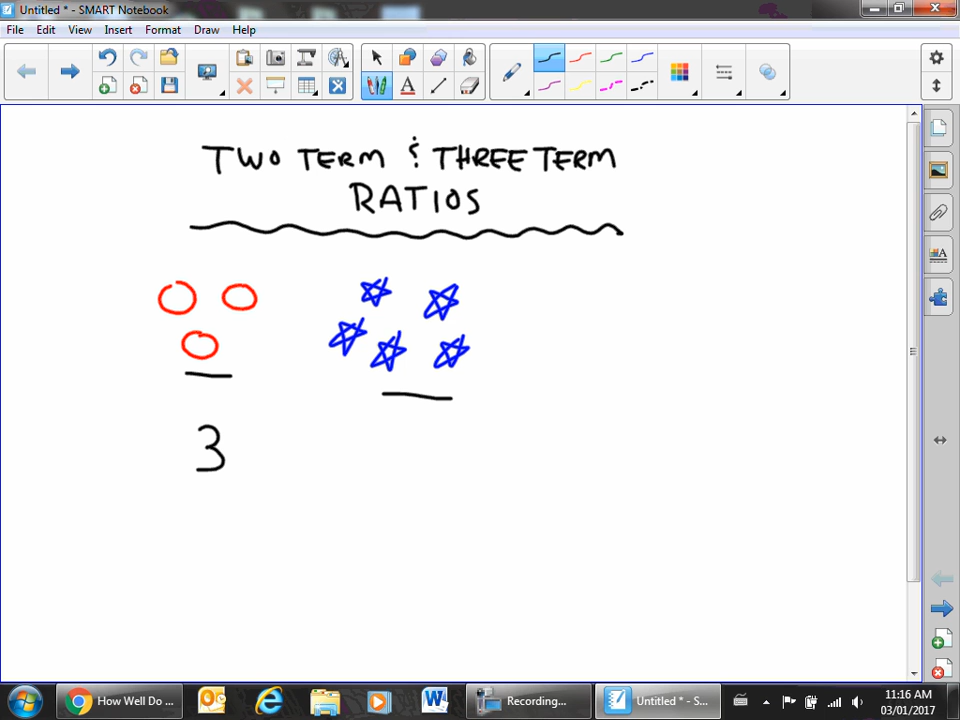 Untitled * - SMART Notebook
File Edit View Insert Format Draw Help
TWO TERM & THREE TERM
RATIOS
3
How Well Do ...
Recording...
Untitled * - S...
11:16 AM
03/01/2017